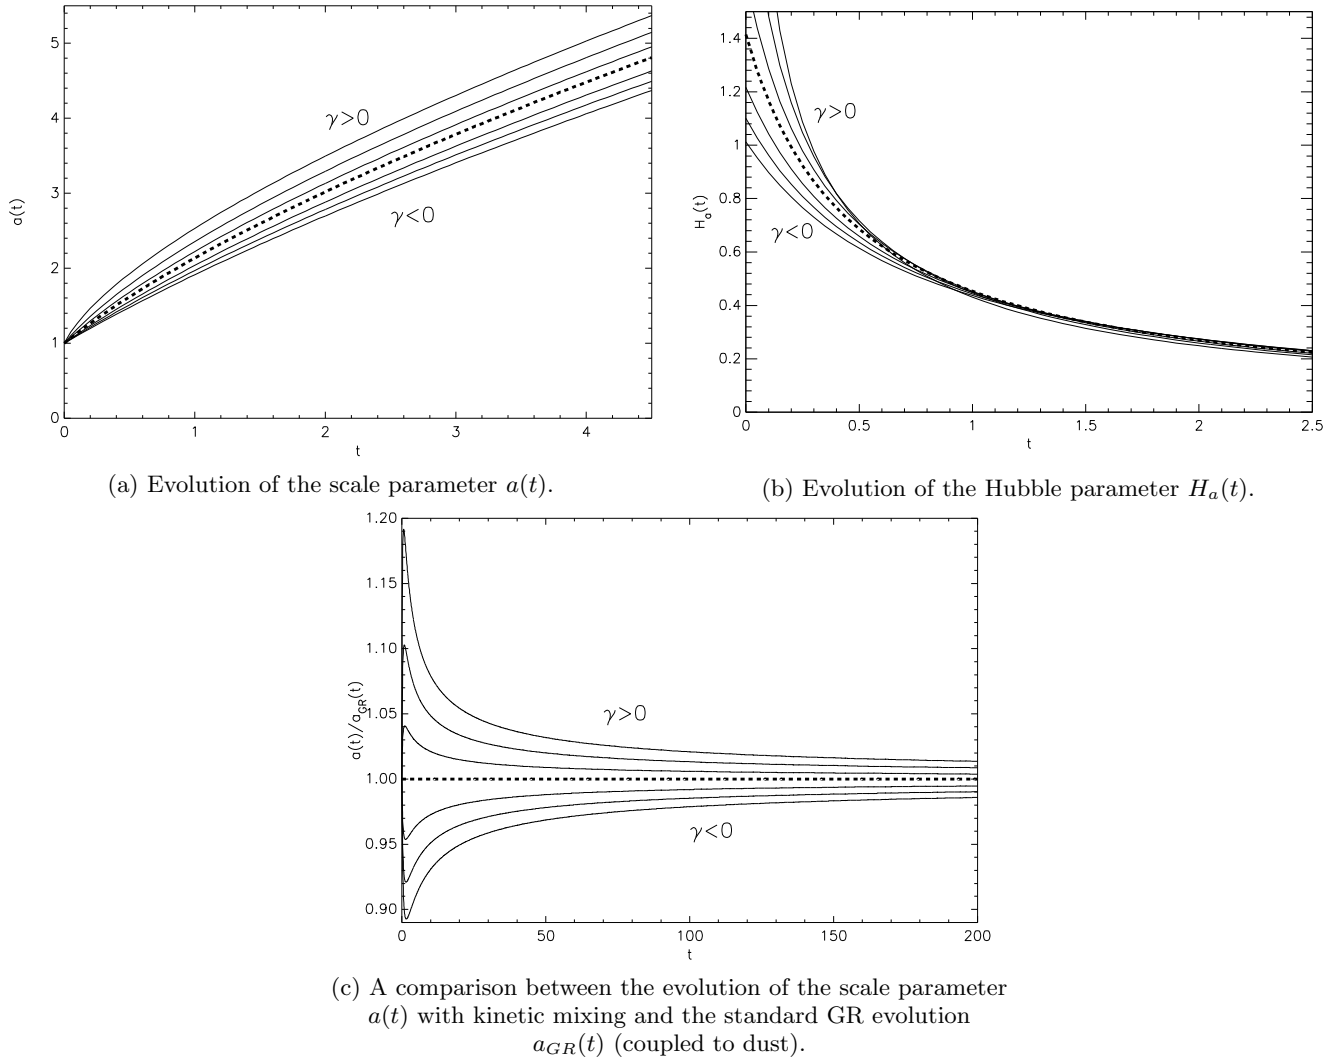 5
4
3
2
1
0
a(t)
γ>0
γ<0
0 1 2 3 4
t
(a) Evolution of the scale parameter a(t).
1.4
1.2
1
0.8
0.6
0.4
0.2
0
Hₐ(t)
γ>0
γ<0
0 0.5 1 1.5 2 2.5
t
(b) Evolution of the Hubble parameter Hₐ(t).
1.20
1.15
1.10
1.05
1.00
0.95
0.90
a(t)/a_GR(t)
γ>0
γ<0
0 50 100 150 200
t
(c) A comparison between the evolution of the scale parameter
a(t) with kinetic mixing and the standard GR evolution
a_GR(t) (coupled to dust).